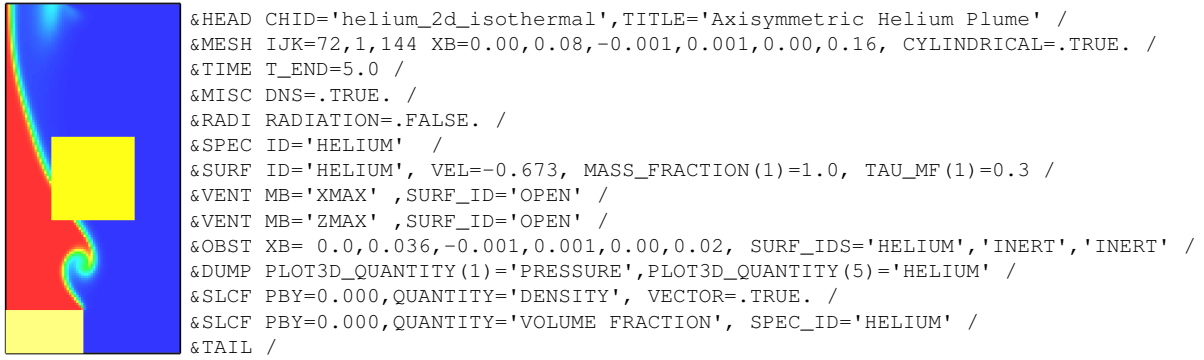 &HEAD CHID='helium_2d_isothermal',TITLE='Axisymmetric Helium Plume' /
&MESH IJK=72,1,144 XB=0.00,0.08,-0.001,0.001,0.00,0.16, CYLINDRICAL=.TRUE. /
&TIME T_END=5.0 /
&MISC DNS=.TRUE. /
&RADI RADIATION=.FALSE. /
&SPEC ID='HELIUM'  /
&SURF ID='HELIUM', VEL=-0.673, MASS_FRACTION(1)=1.0, TAU_MF(1)=0.3 /
&VENT MB='XMAX' ,SURF_ID='OPEN' /
&VENT MB='ZMAX' ,SURF_ID='OPEN' /
&OBST XB= 0.0,0.036,-0.001,0.001,0.00,0.02, SURF_IDS='HELIUM','INERT','INERT' /
&DUMP PLOT3D_QUANTITY(1)='PRESSURE',PLOT3D_QUANTITY(5)='HELIUM' /
&SLCF PBY=0.000,QUANTITY='DENSITY', VECTOR=.TRUE. /
&SLCF PBY=0.000,QUANTITY='VOLUME FRACTION', SPEC_ID='HELIUM' /
&TAIL /